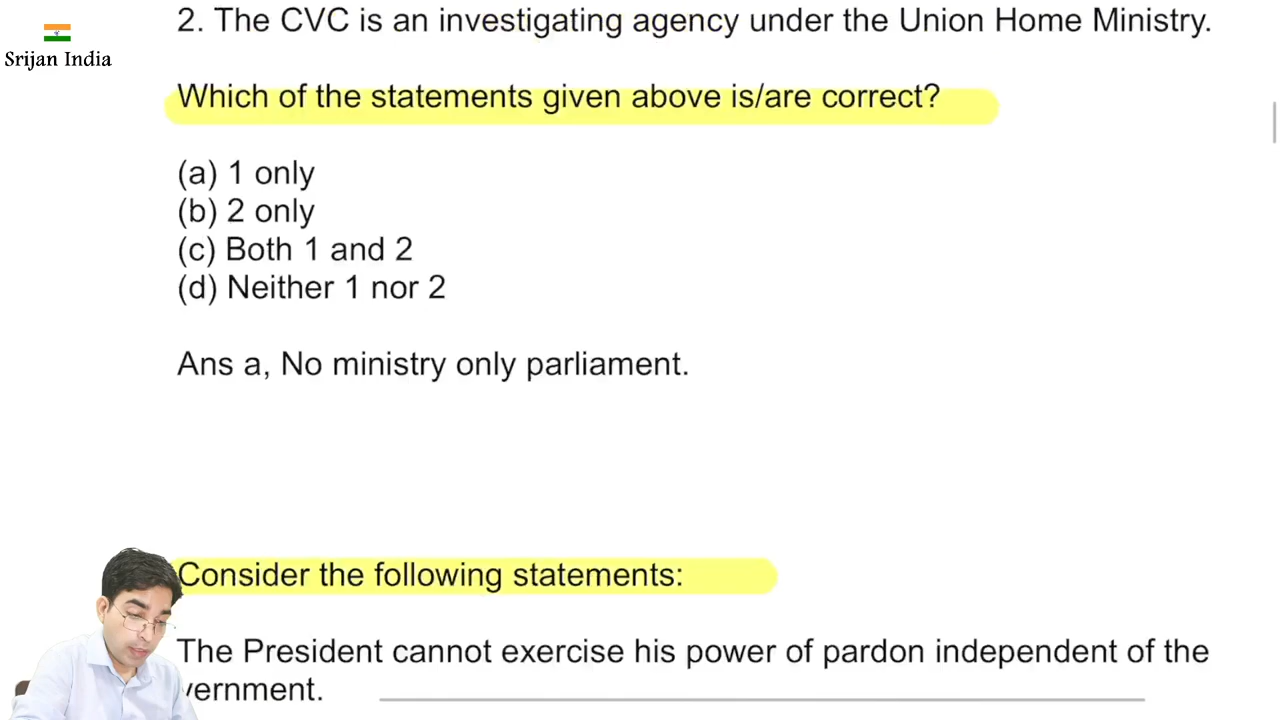 2. The CVC is an investigating agency under the Union Home Ministry.
Srijan India
Which of the statements given above is/are correct?
(a) 1 only
(b) 2 only
(c) Both 1 and 2
(d) Neither 1 nor 2
Ans a, No ministry only parliament.
Consider the following statements:
The President cannot exercise his power of pardon independent of the
vernment.